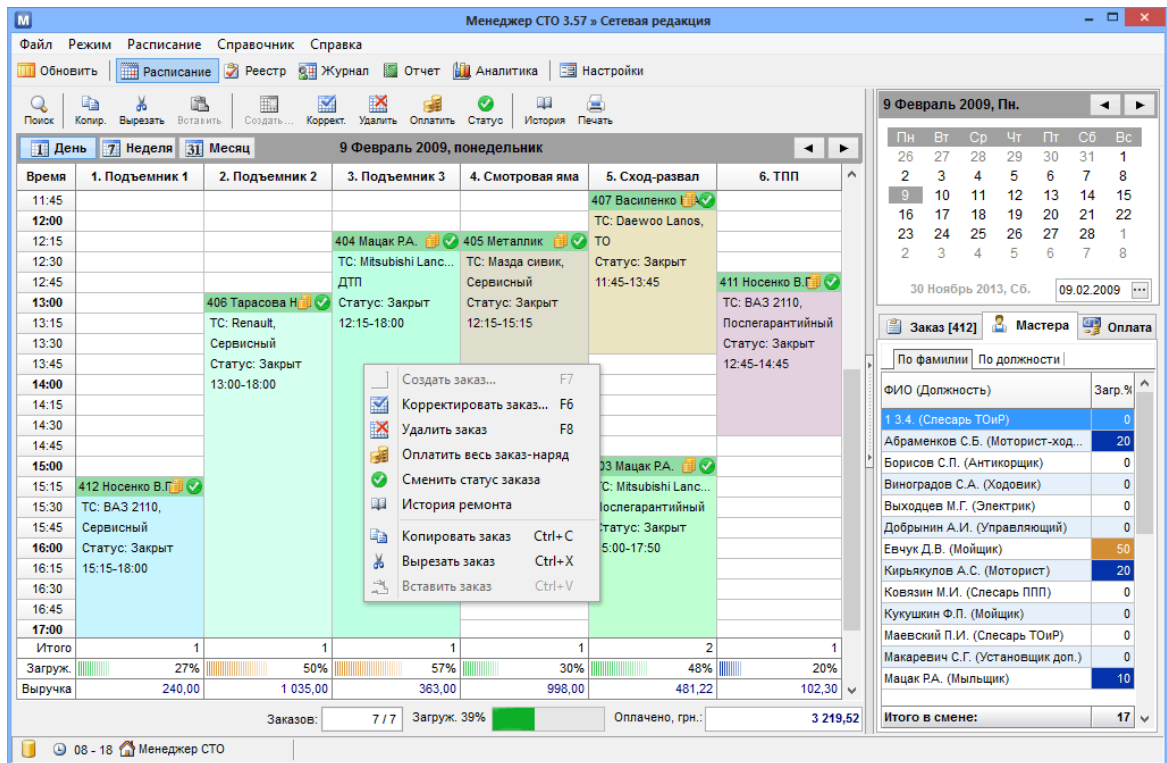 Менеджер СТО 3.57 » Сетевая редакция
Файл Режим Расписание Справочник Справка
Обновить Расписание Реестр Журнал Отчет Аналитика Настройки
Поиск Копир. Вырезать Вставить Создать... Коррект. Удалить Оплатить Статус История Печать
1 День 7 Неделя 31 Месяц 9 Февраль 2009, понедельник
Время 1. Подъемник 1 2. Подъемник 2 3. Подъемник 3 4. Смотровая яма 5. Сход-развал 6. ТПП
11:45 407 Василенко
12:00 ТС: Daewoo Lanos,
12:15 404 Мацак Р.А. 405 Металлик ТО
12:30 ТС: Mitsubishi Lanc... ТС: Мазда сивик, Статус: Закрыт
12:45 ДТП Сервисный 11:45-13:45 411 Носенко В.Г
13:00 406 Тарасова Н Статус: Закрыт Статус: Закрыт ТС: ВАЗ 2110,
13:15 ТС: Renault, 12:15-18:00 12:15-15:15 Послегарантийный
13:30 Сервисный Статус: Закрыт
13:45 Статус: Закрыт 12:45-14:45
14:00 13:00-18:00
14:15
14:30
14:45
15:00 03 Мацак Р.А.
15:15 412 Носенко В.Г С: Mitsubishi Lanc...
15:30 ТС: ВАЗ 2110, ослегарантийный
15:45 Сервисный татус: Закрыт
16:00 Статус: Закрыт 5:00-17:50
16:15 15:15-18:00
16:30
16:45
17:00
Создать заказ... F7
Корректировать заказ... F6
Удалить заказ F8
Оплатить весь заказ-наряд
Сменить статус заказа
История ремонта
Копировать заказ Ctrl+C
Вырезать заказ Ctrl+X
Вставить заказ Ctrl+V
Итого 1 1 1 1 2 1
Загруж. 27% 50% 57% 30% 48% 20%
Выручка 240,00 1 035,00 363,00 998,00 481,22 102,30
Заказов: 7 / 7 Загруж. 39% Оплачено, грн.: 3 219,52
08 - 18 Менеджер СТО
9 Февраль 2009, Пн.
Пн Вт Ср Чт Пт Сб Вс
26 27 28 29 30 31 1
2 3 4 5 6 7 8
9 10 11 12 13 14 15
16 17 18 19 20 21 22
23 24 25 26 27 28 1
2 3 4 5 6 7 8
30 Ноябрь 2013, Сб. 09.02.2009
Заказ [412] Мастера Оплата
По фамилии По должности
ФИО (Должность) Загр.%
1 З.4. (Слесарь ТОиР) 0
Абраменков С.Б. (Моторист-ход... 20
Борисов С.П. (Антикорщик) 0
Виноградов С.А. (Ходовик) 0
Выходцев М.Г. (Электрик) 0
Добрынин А.И. (Управляющий) 0
Евчук Д.В. (Мойщик) 50
Кирьякулов А.С. (Моторист) 20
Ковязин М.И. (Слесарь ППП) 0
Кукушкин Ф.П. (Мойщик) 0
Маевский П.И. (Слесарь ТОиР) 0
Макаревич С.Г. (Установщик доп.) 0
Мацак Р.А. (Мыльщик) 10
Итого в смене: 17